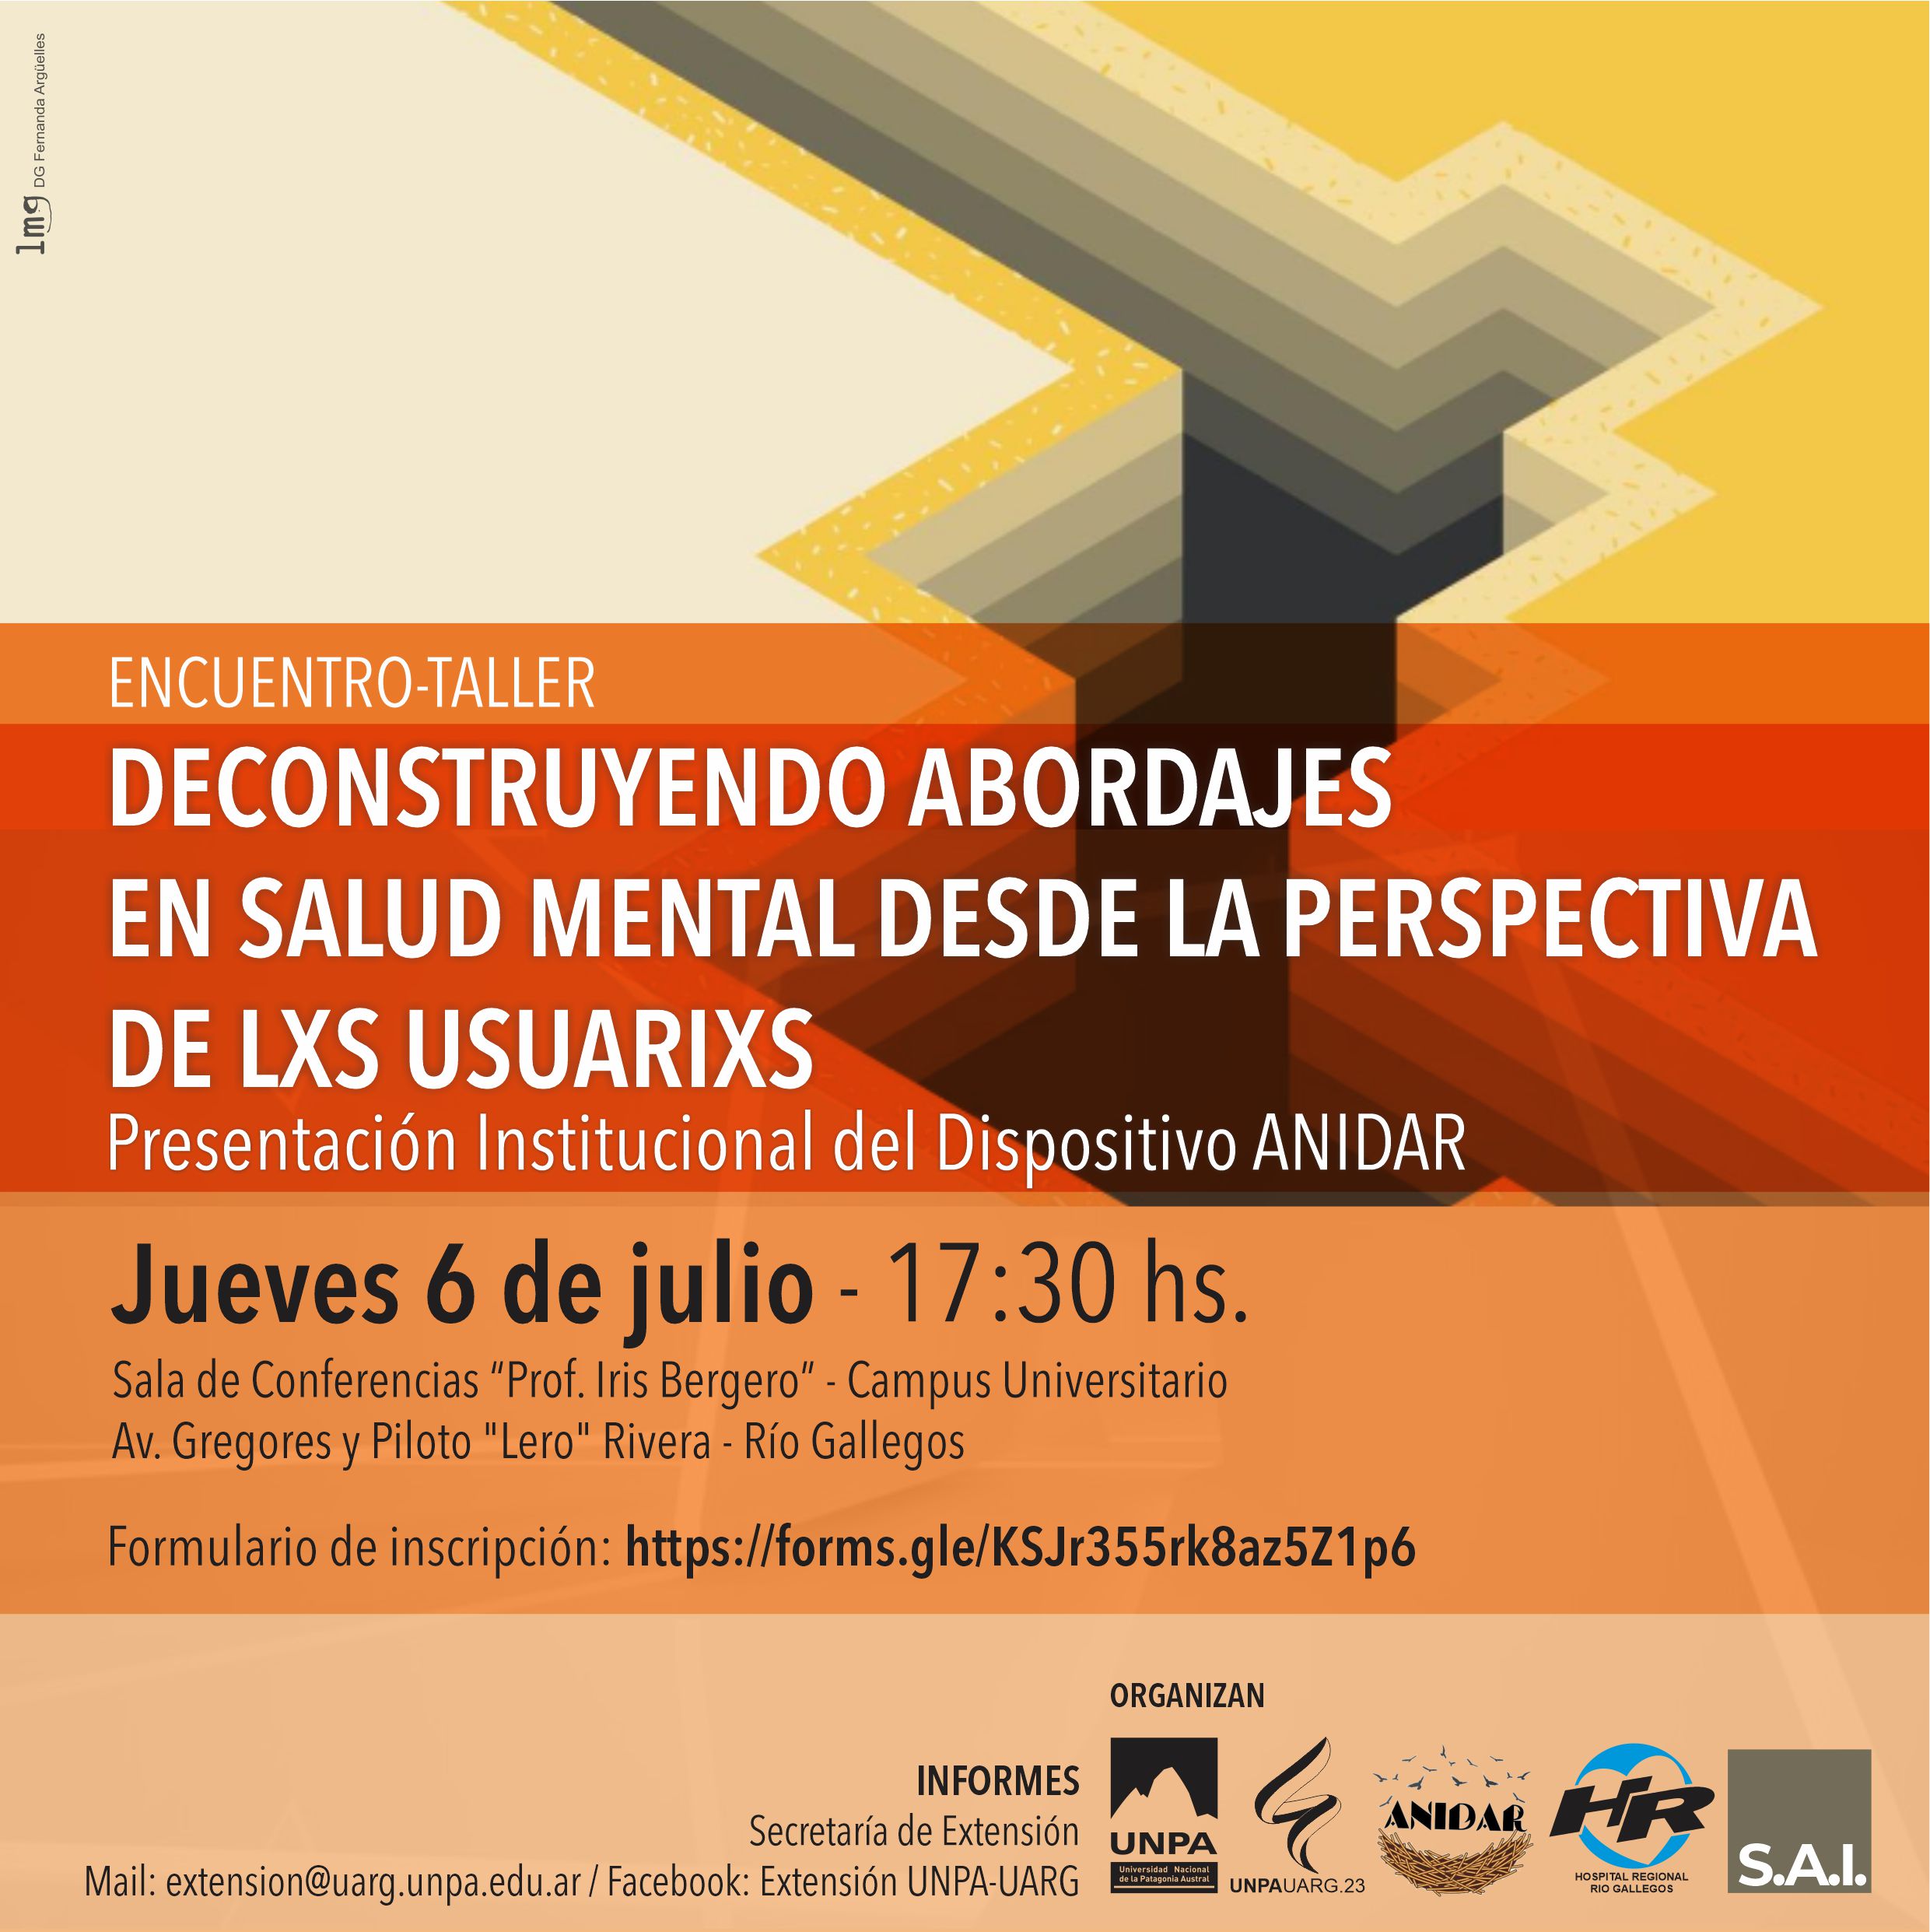 lmg DG Fernanda Argüelles
ENCUENTRO-TALLER
DECONSTRUYENDO ABORDAJES
EN SALUD MENTAL DESDE LA PERSPECTIVA
DE LXS USUARIXS
Presentación Institucional del Dispositivo ANIDAR
Jueves 6 de julio - 17:30 hs.
Sala de Conferencias “Prof. Iris Bergero” - Campus Universitario
Av. Gregores y Piloto "Lero" Rivera - Río Gallegos
Formulario de inscripción: https://forms.gle/KSJr355rk8az5Z1p6
INFORMES
Secretaría de Extensión
Mail: extension@uarg.unpa.edu.ar / Facebook: Extensión UNPA-UARG
ORGANIZAN
UNPA
Universidad Nacional
de la Patagonia Austral
UNPAUARG.23
ANIDAR
HR
HOSPITAL REGIONAL
RIO GALLEGOS
S.A.I.